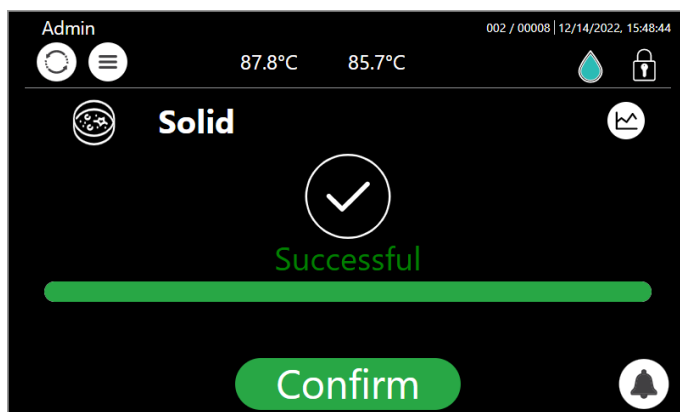 Admin
002 / 00008 | 12/14/2022, 15:48:44
87.8°C 85.7°C
Solid
Successful
Confirm